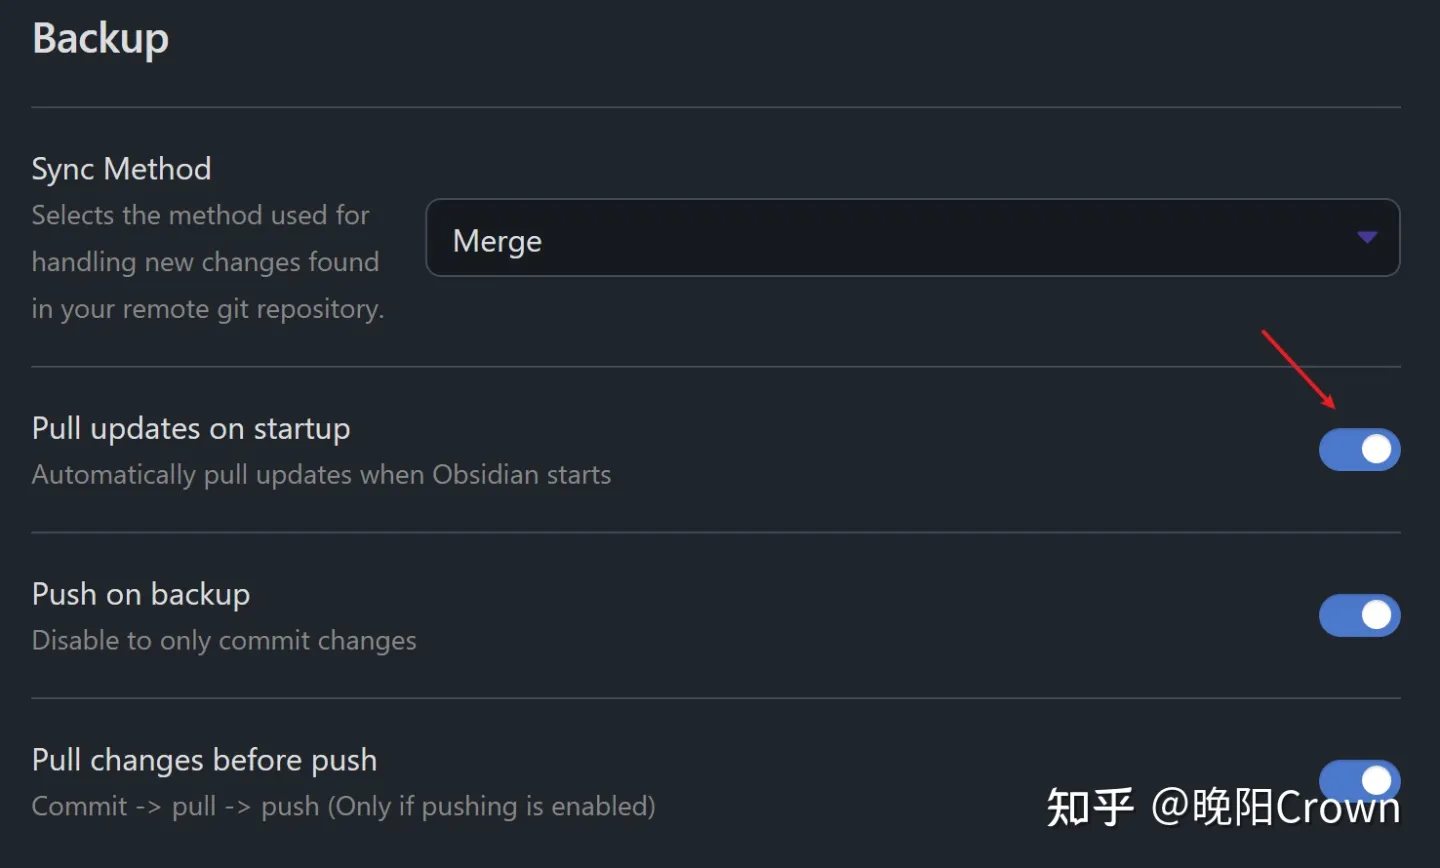 Backup
Sync Method
Selects the method used for
handling new changes found
in your remote git repository.
Merge
Pull updates on startup
Automatically pull updates when Obsidian starts
Push on backup
Disable to only commit changes
Pull changes before push
Commit -> pull -> push (Only if pushing is enabled)
知乎 @晚阳Crown